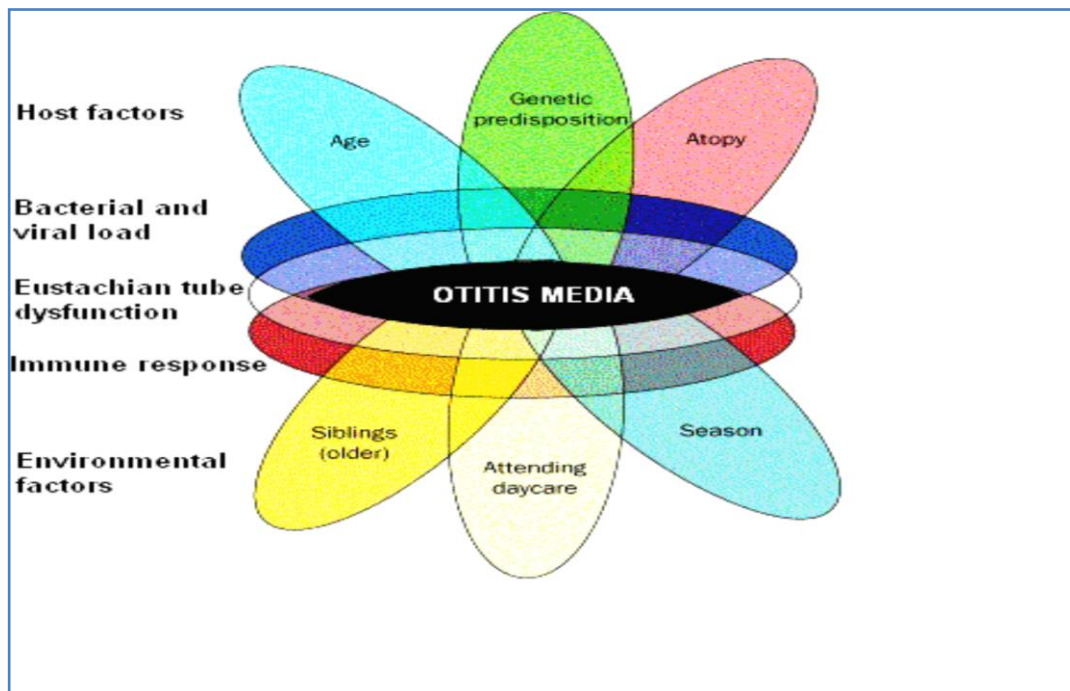 Host factors
Age
Genetic
predisposition
Atopy
Bacterial and
viral load
Eustachian tube
dysfunction
OTITIS MEDIA
Immune response
Environmental
factors
Siblings
(older)
Attending
daycare
Season